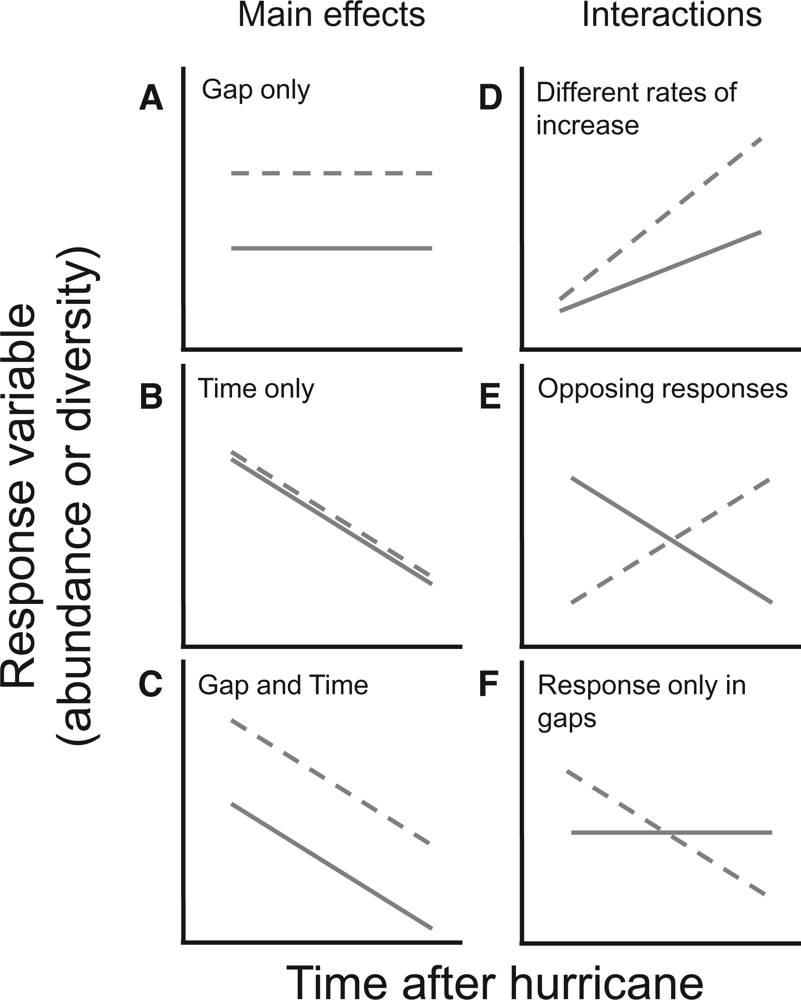 Main effects
Interactions
Response variable
(abundance or diversity)
A
Gap only
D
Different rates of
increase
B
Time only
E
Opposing responses
C
Gap and Time
F
Response only in
gaps
Time after hurricane